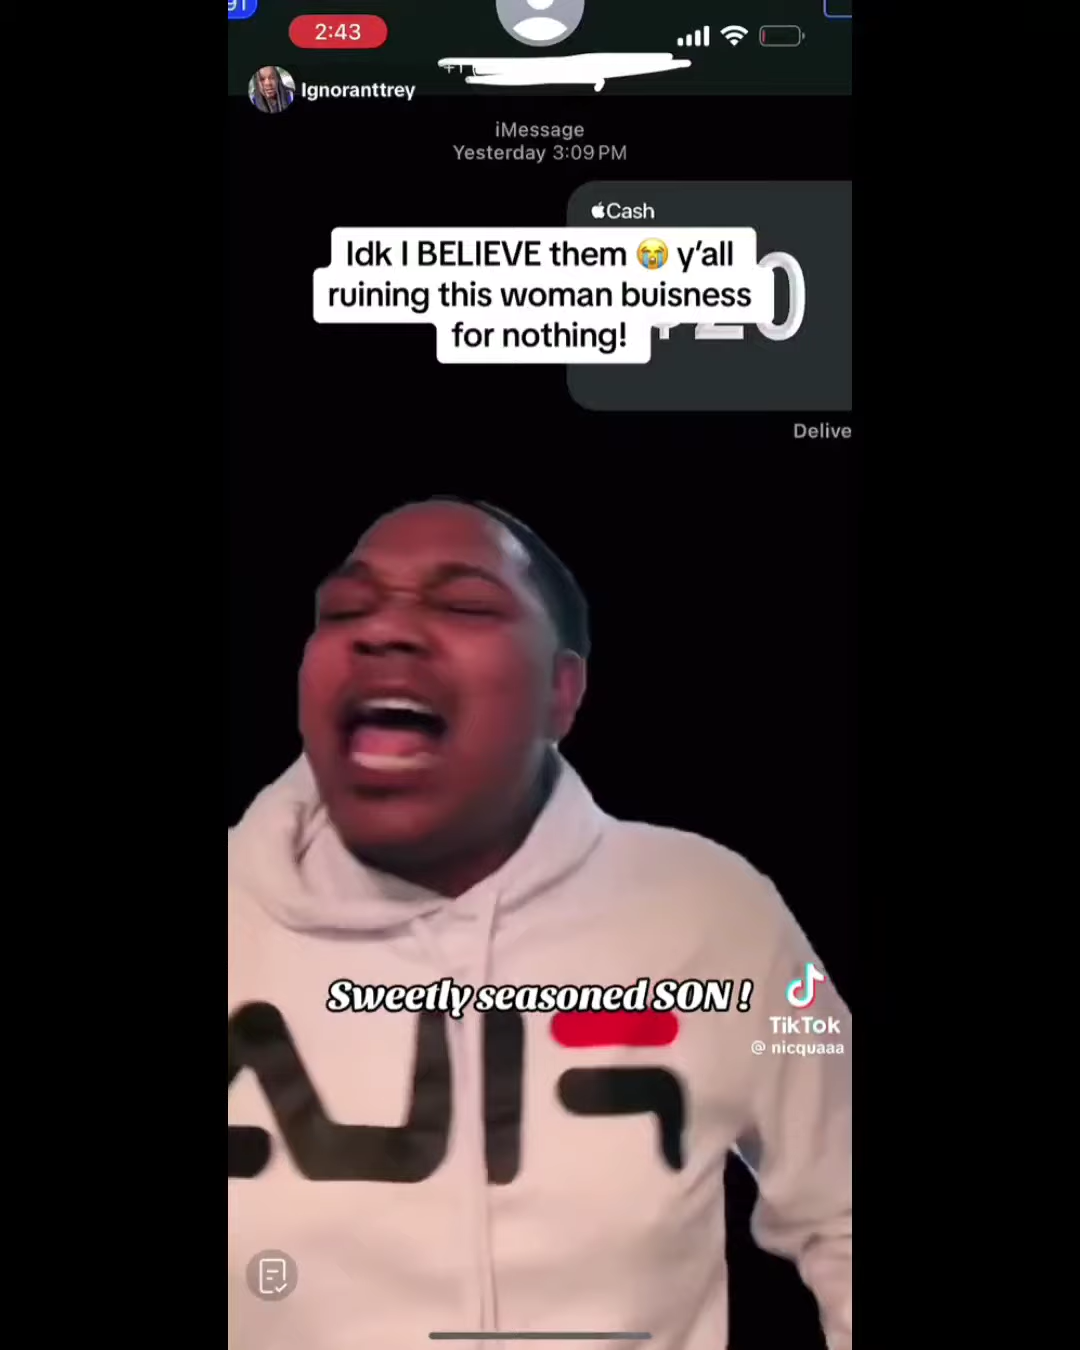 2:43
Ignoranttrey
iMessage
Yesterday 3:09 PM
Cash
Idk I BELIEVE them 😭 y’all
ruining this woman buisness
for nothing!
Delive
Sweetly seasoned SON !
TikTok
@ nicquaaa